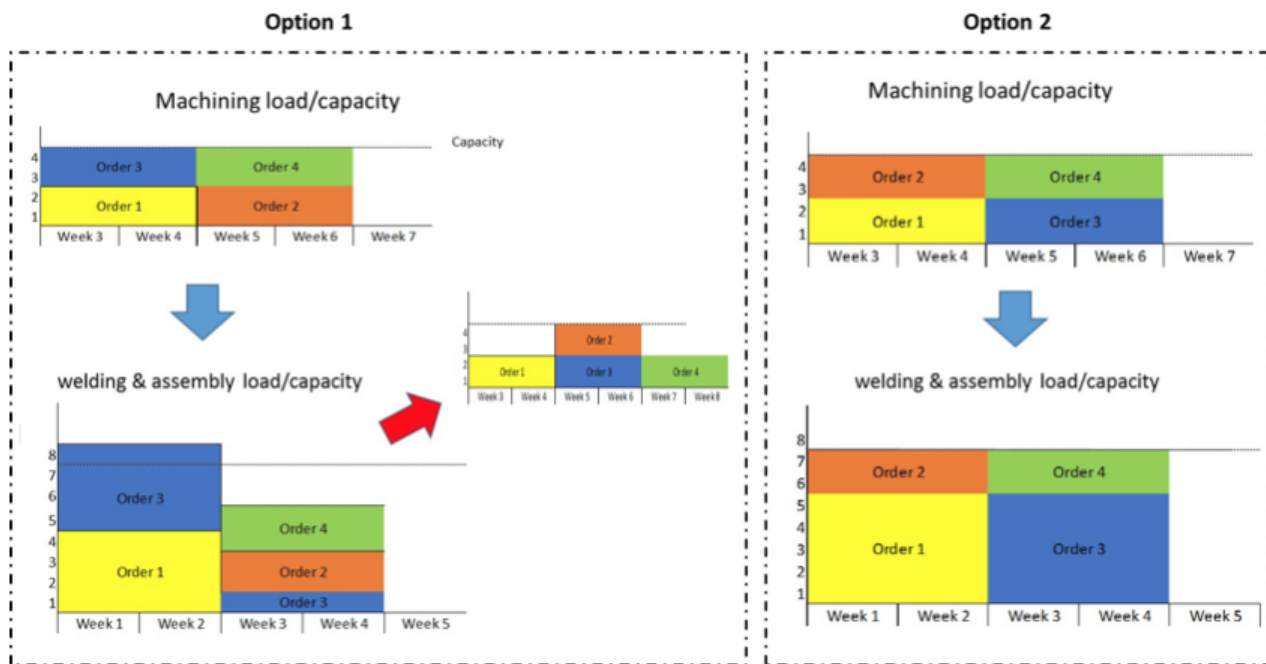 Option 1
Machining load/capacity
Capacity
4
3
2
1
Order 3
Order 4
Order 1
Order 2
Week 3
Week 4
Week 5
Week 6
Week 7
4
3
2
1
Order 2
Order 1
Order 3
Order 4
Week 3
Week 4
Week 5
Week 6
Week 7
Week 8
welding & assembly load/capacity
8
7
6
5
4
3
2
1
Order 3
Order 1
Order 4
Order 2
Order 3
Week 1
Week 2
Week 3
Week 4
Week 5
Option 2
Machining load/capacity
4
3
2
1
Order 2
Order 4
Order 1
Order 3
Week 3
Week 4
Week 5
Week 6
Week 7
welding & assembly load/capacity
8
7
6
5
4
3
2
1
Order 2
Order 4
Order 1
Order 3
Week 1
Week 2
Week 3
Week 4
Week 5